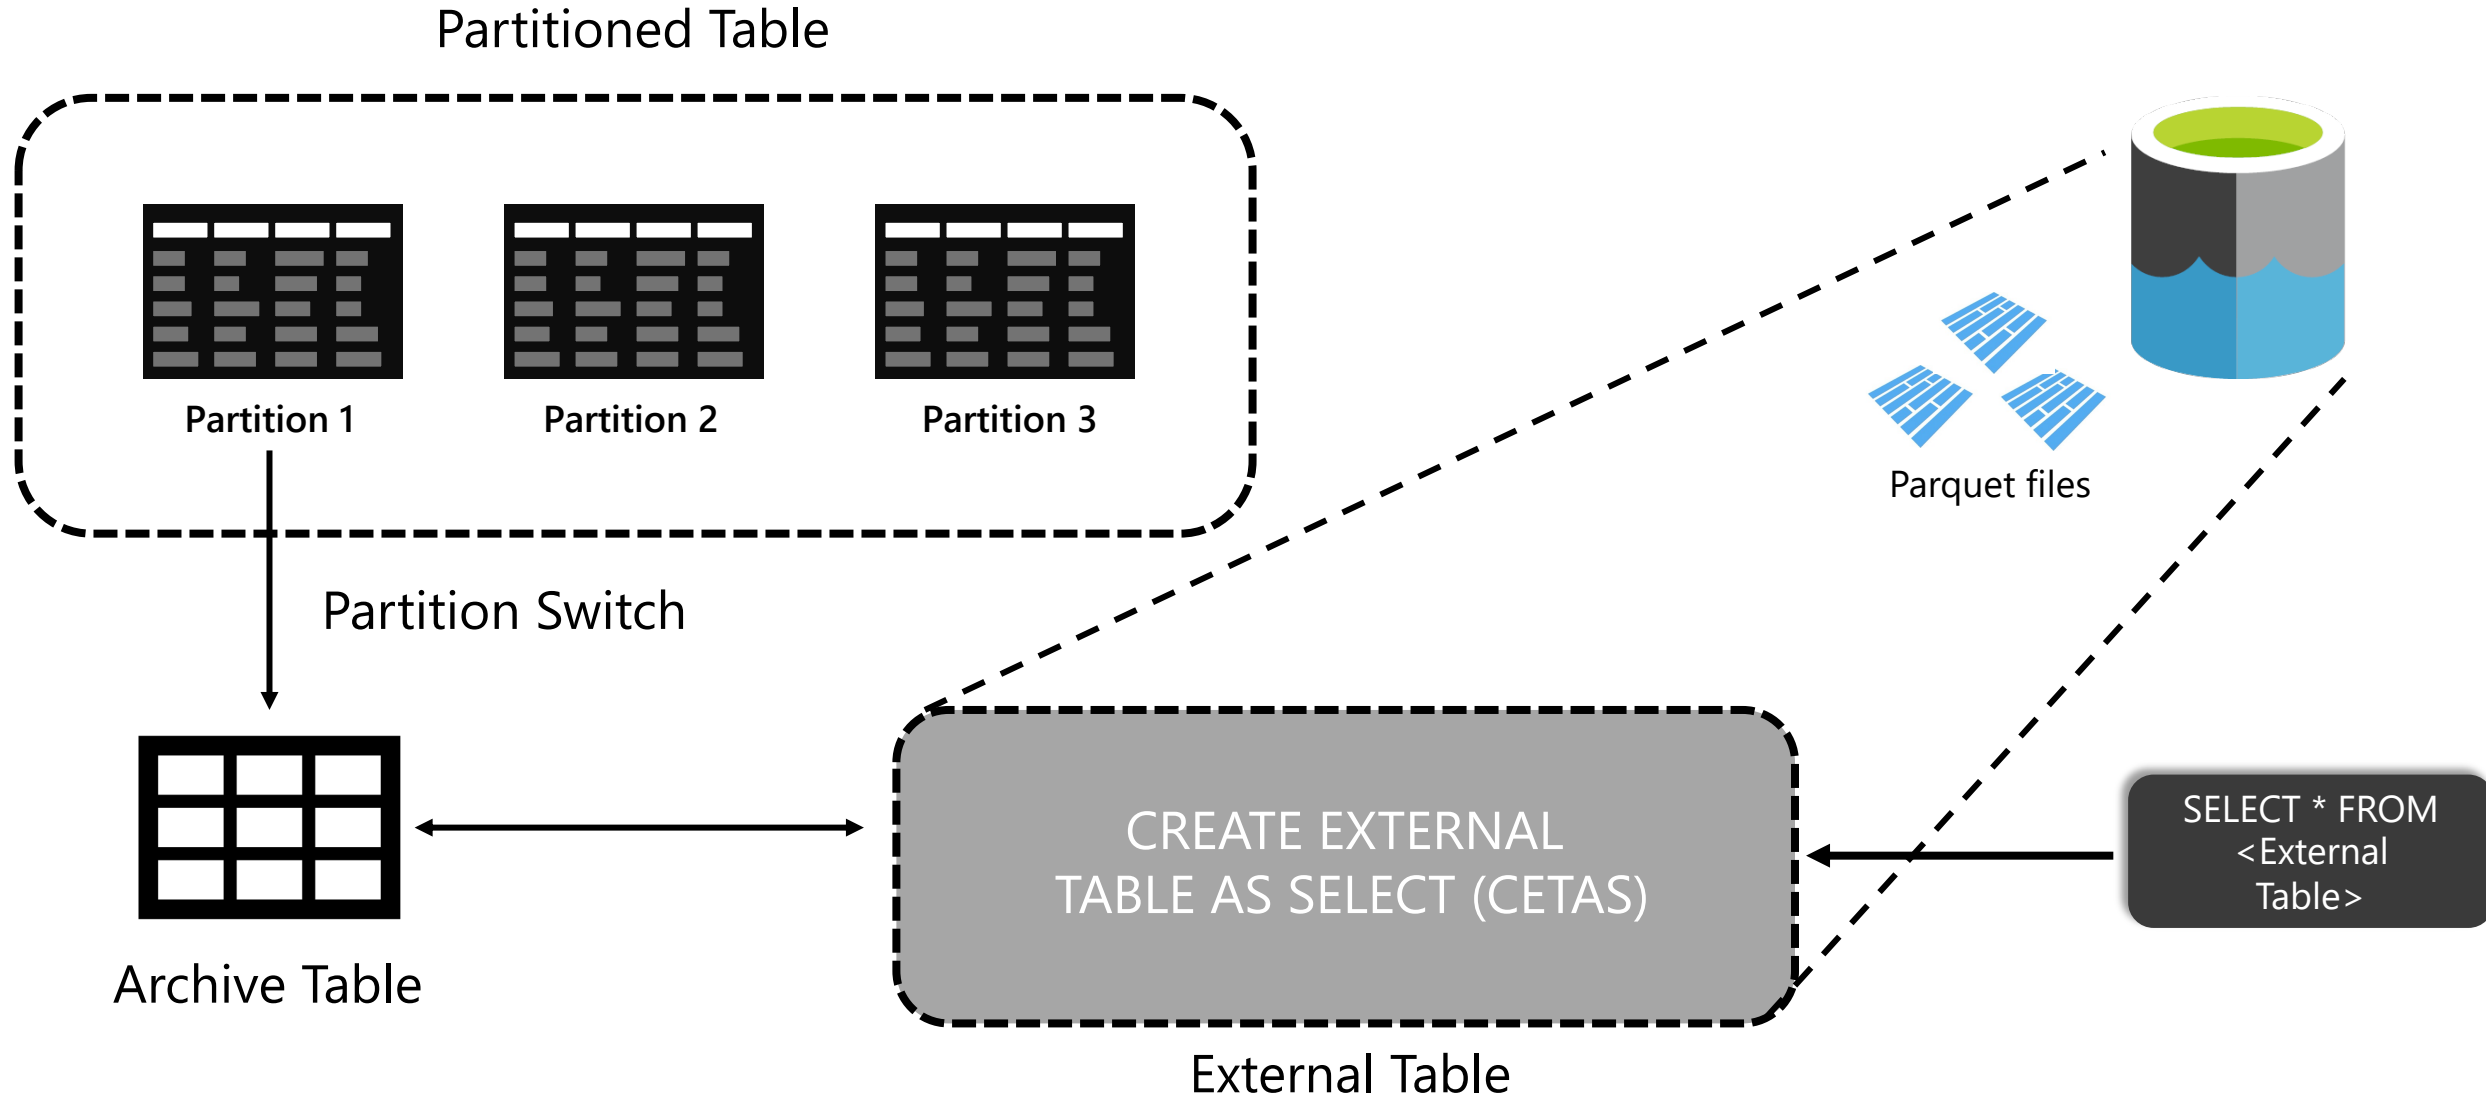 Partitioned Table
Partition 1
Partition 2
Partition 3
Parquet files
Partition Switch
CREATE EXTERNAL
TABLE AS SELECT (CETAS)
SELECT * FROM
<External
Table>
Archive Table
External Table